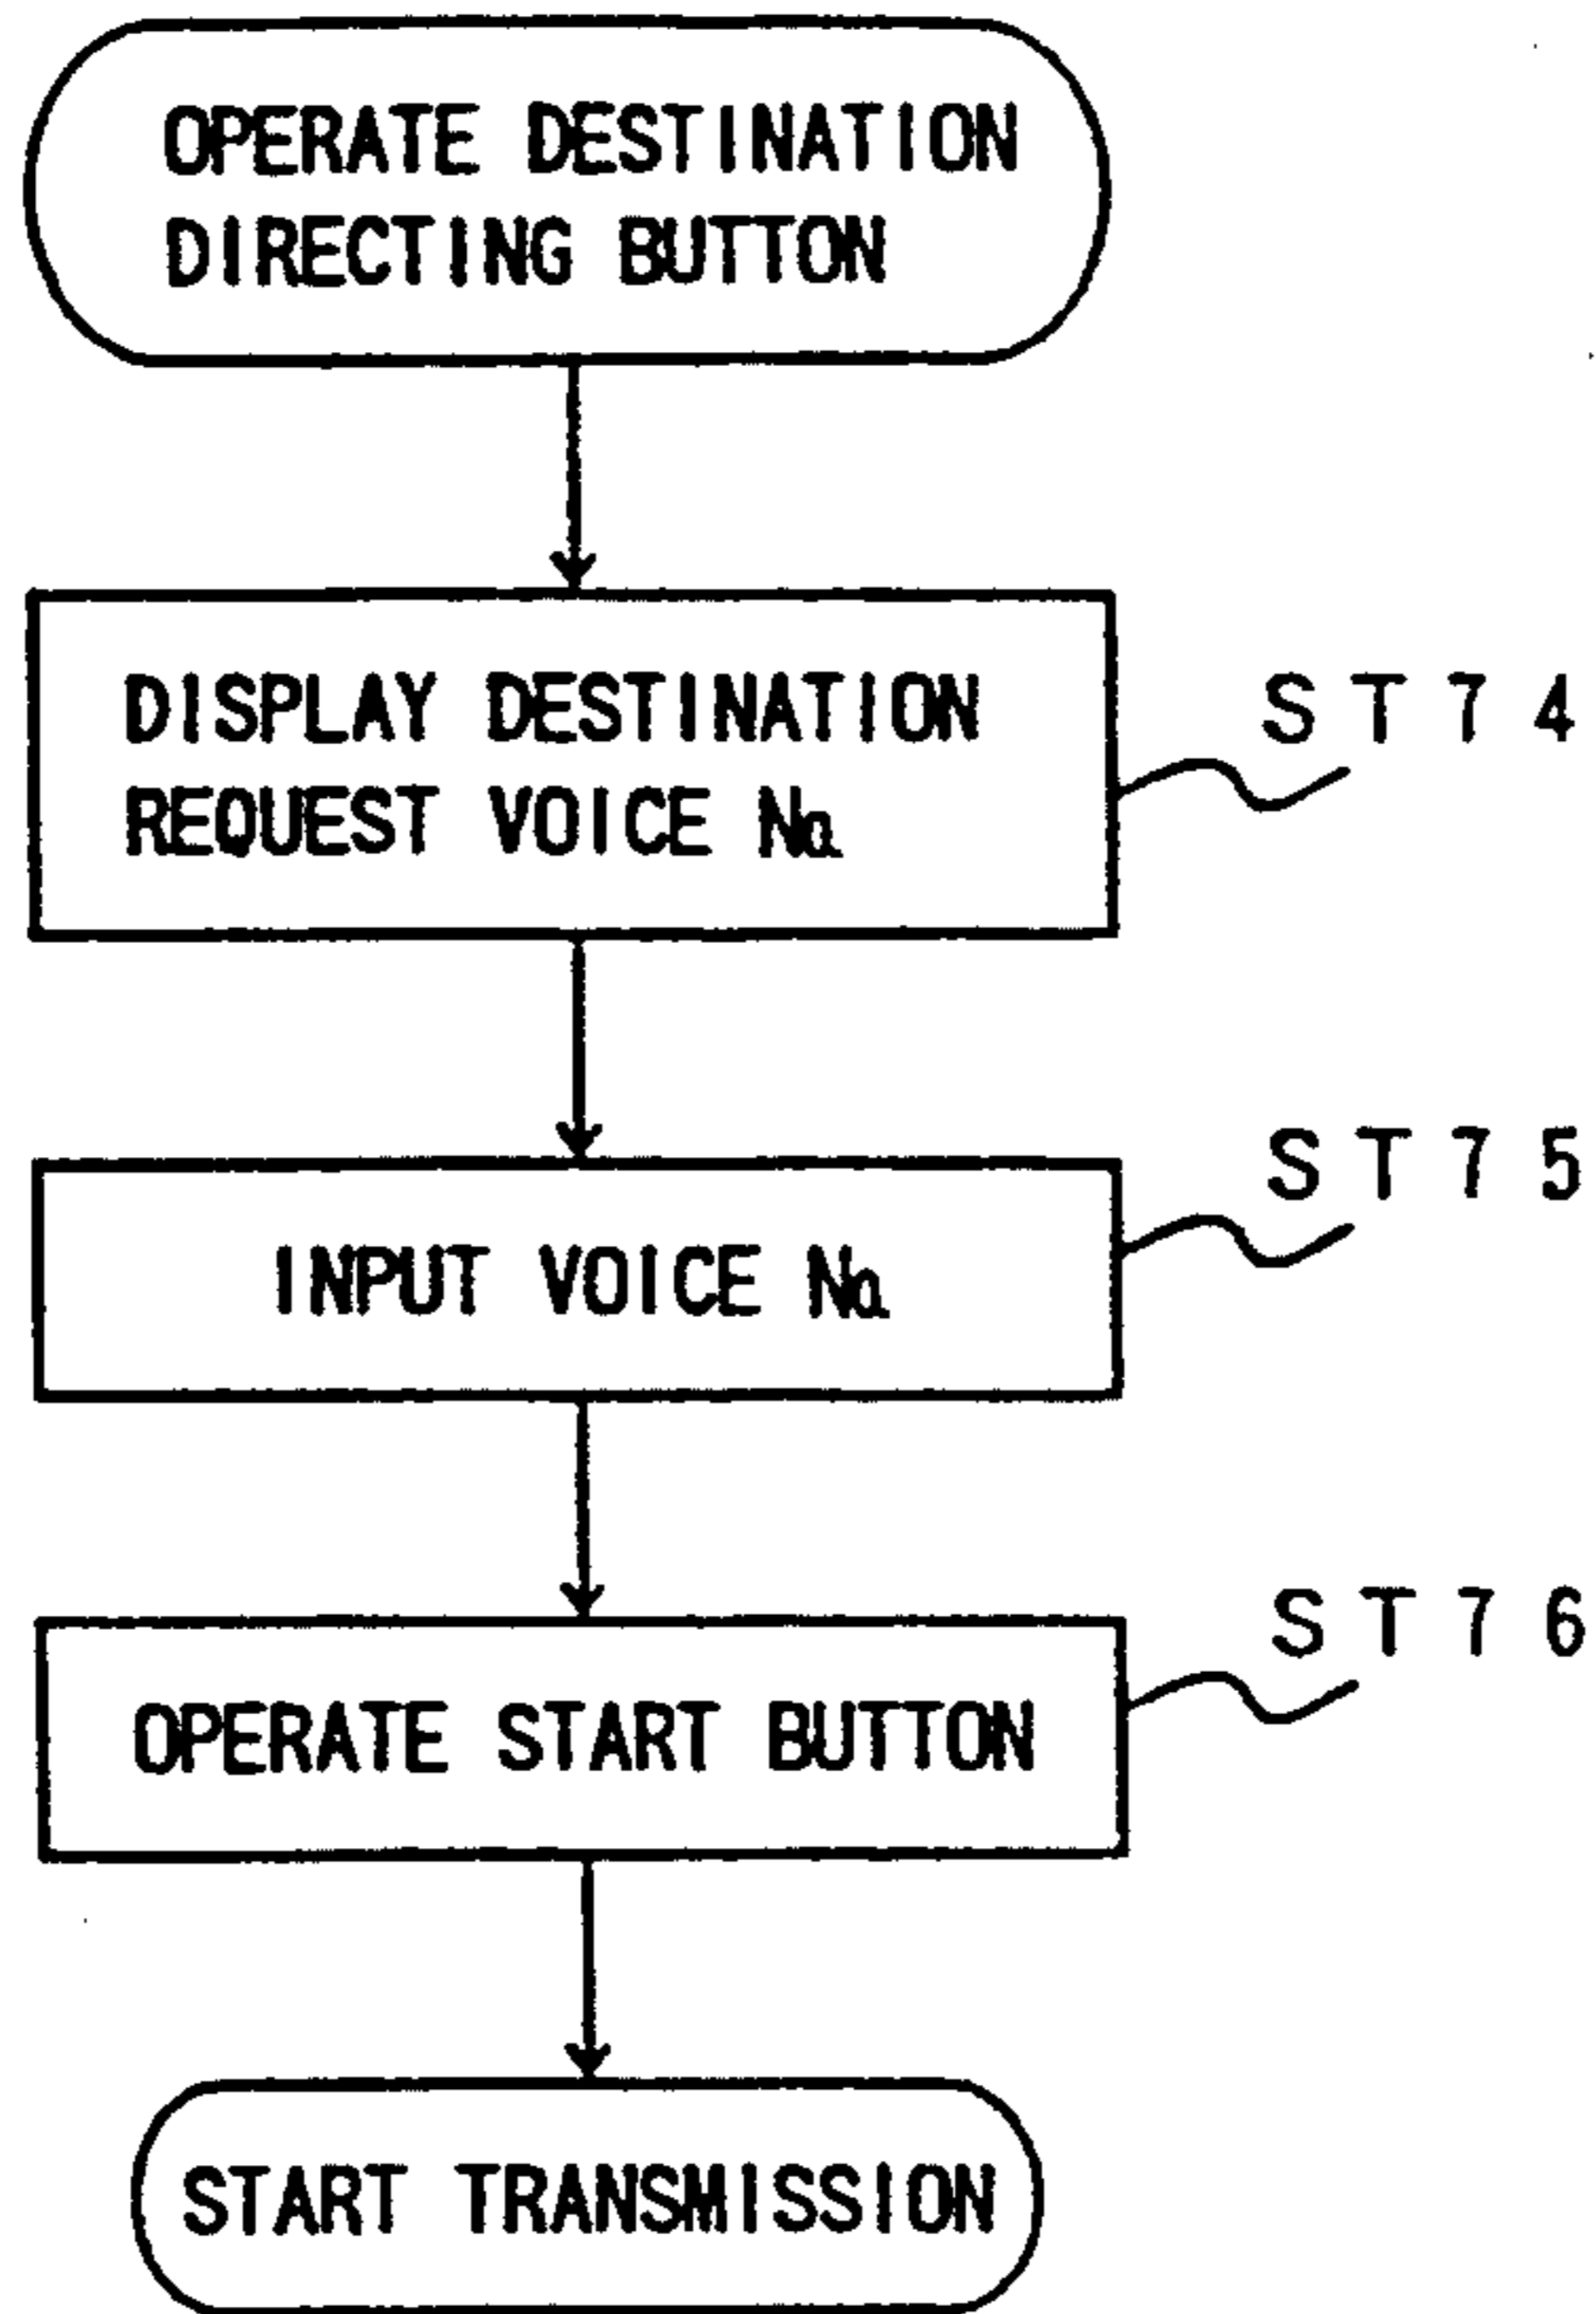 OPERATE DESTINATION
DIRECTING BUTTON
DISPLAY DESTINATION
REQUEST VOICE №
ST74
INPUT VOICE №
ST75
OPERATE START BUTTON
ST76
START TRANSMISSION